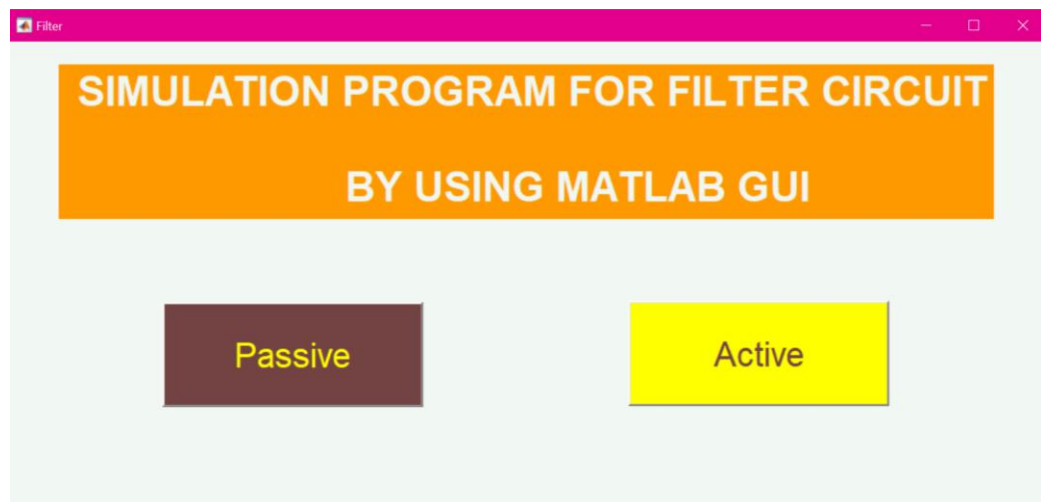 Filter
SIMULATION PROGRAM FOR FILTER CIRCUIT
BY USING MATLAB GUI
Passive
Active